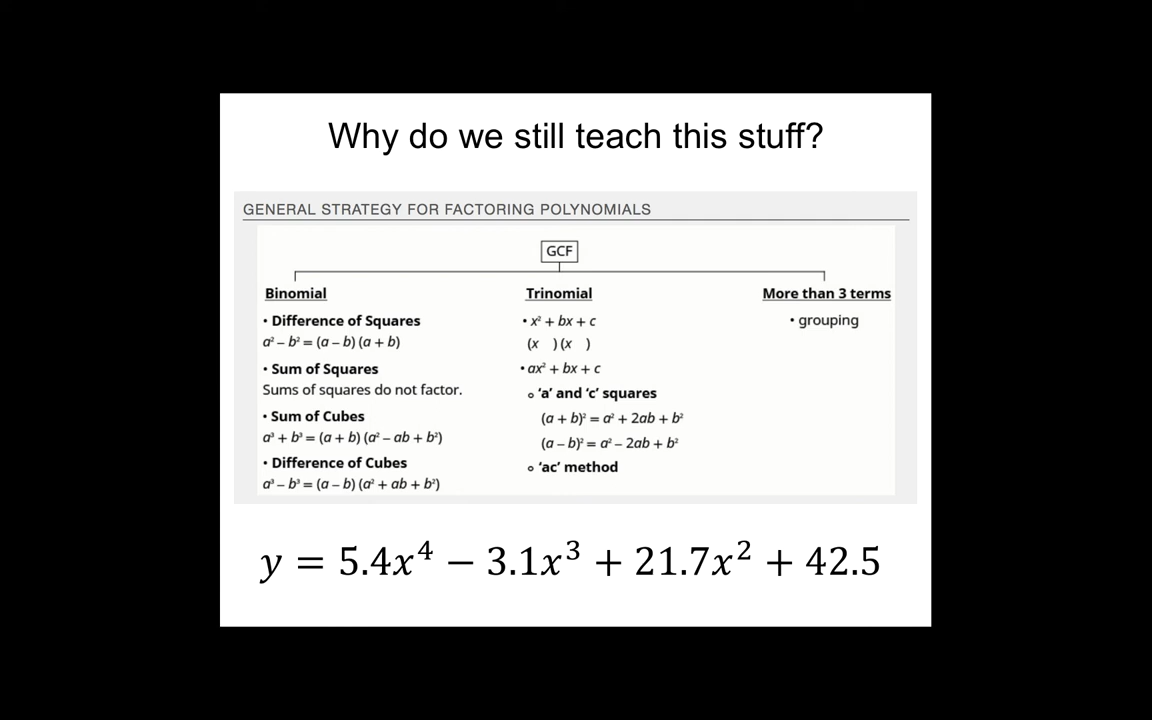 Why do we still teach this stuff?
GENERAL STRATEGY FOR FACTORING POLYNOMIALS
GCF
Binomial
• Difference of Squares
a² – b² = (a – b) (a + b)
• Sum of Squares
Sums of squares do not factor.
• Sum of Cubes
a³ + b³ = (a + b) (a² – ab + b²)
• Difference of Cubes
a³ – b³ = (a – b) (a² + ab + b²)
Trinomial
• x² + bx + c
(x   ) (x   )
• ax² + bx + c
∘ ‘a’ and ‘c’ squares
(a + b)² = a² + 2ab + b²
(a – b)² = a² – 2ab + b²
∘ ‘ac’ method
More than 3 terms
• grouping
y = 5.4x⁴ − 3.1x³ + 21.7x² + 42.5